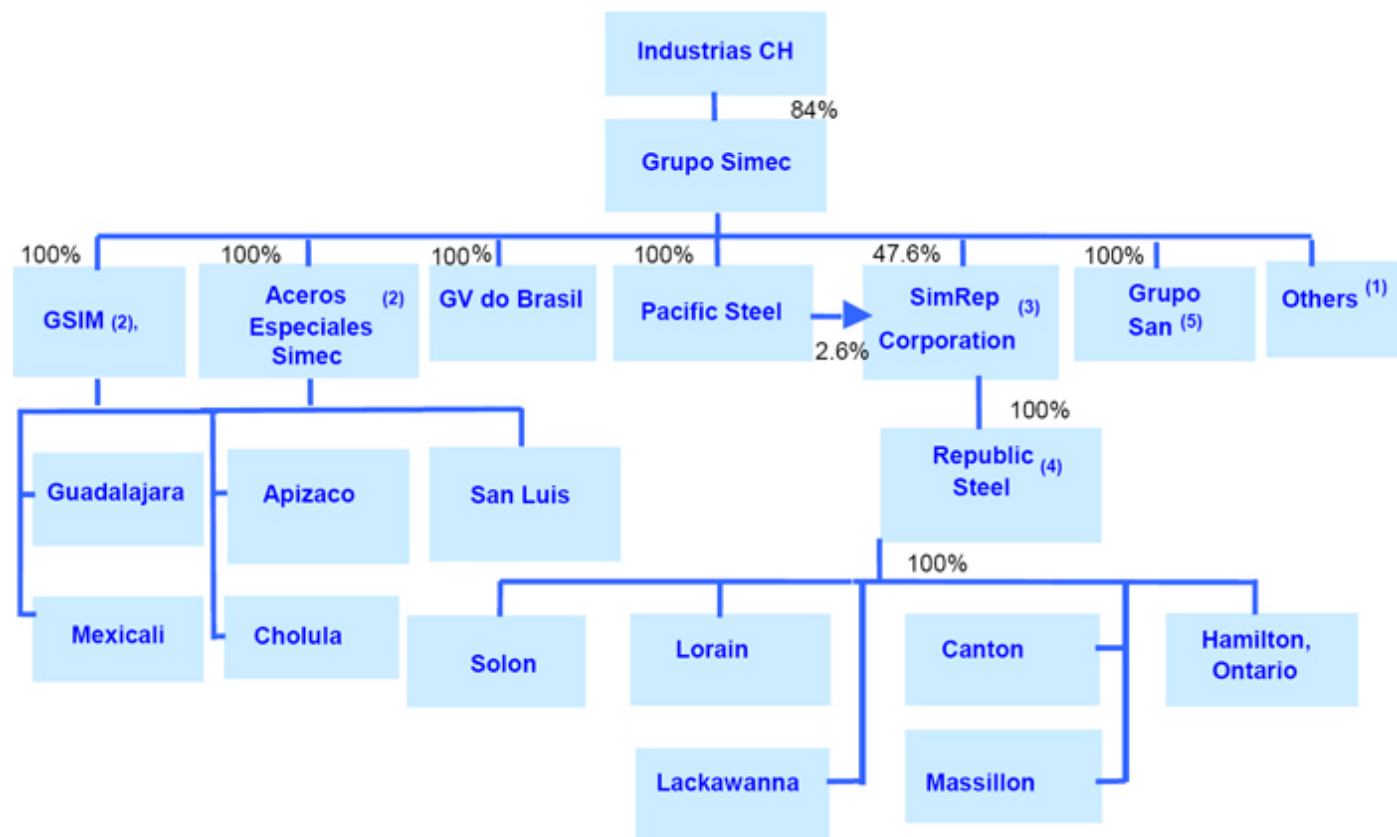 Industrias CH
84%
Grupo Simec
100%
100%
100%
100%
47.6%
100%
GSIM (2),
Aceros (2)
Especiales
Simec
GV do Brasil
Pacific Steel
2.6%
SimRep (3)
Corporation
Grupo
San (5)
Others (1)
100%
Republic (4)
Steel
Guadalajara
Apizaco
San Luis
Mexicali
Cholula
100%
Solon
Lorain
Canton
Hamilton,
Ontario
Lackawanna
Massillon